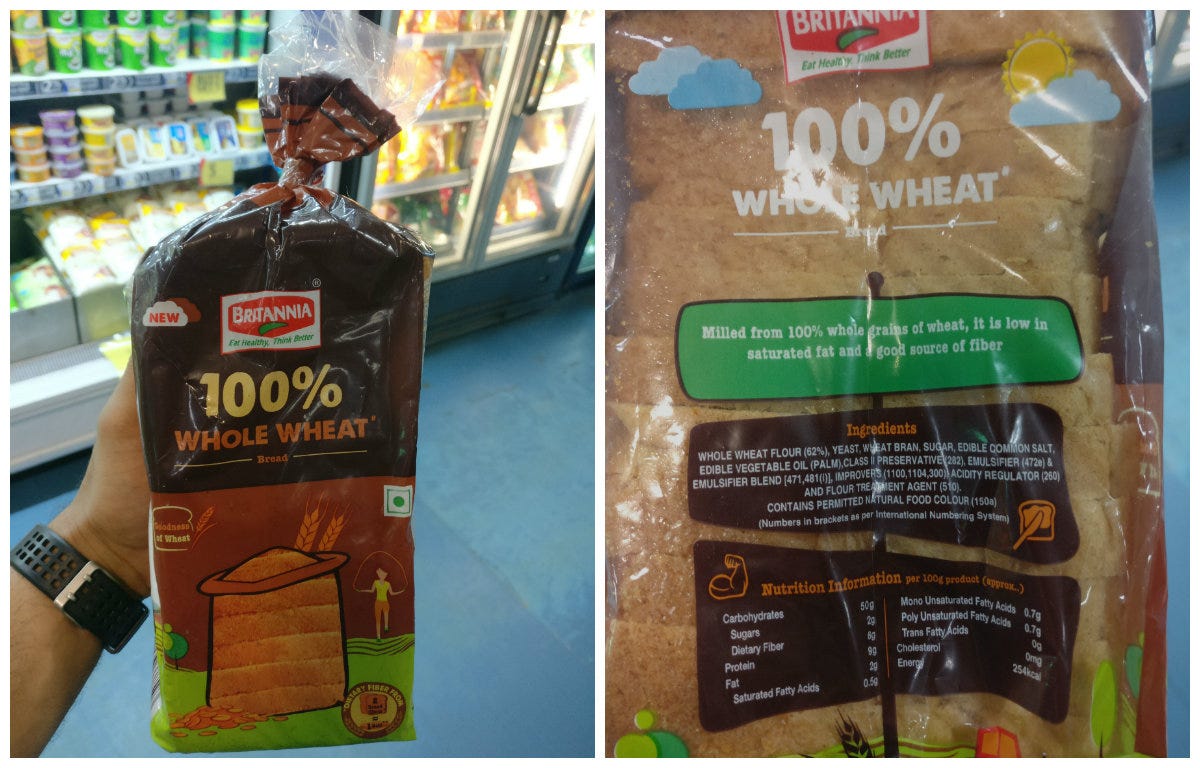 NEW
BRITANNIA
®
Eat Healthy, Think Better
100%
WHOLE WHEAT#
Bread
Goodness
of Wheat
DIETARY FIBER FROM
BRITANNIA
Eat Healthy, Think Better
100%
WHOLE WHEAT#
Bread
Milled from 100% whole grains of wheat, it is low in
saturated fat and a good source of fiber
Ingredients
WHOLE WHEAT FLOUR (62%), YEAST, WHEAT BRAN, SUGAR, EDIBLE COMMON SALT,
EDIBLE VEGETABLE OIL (PALM),CLASS II PRESERVATIVE (282), EMULSIFIER (472e) &
EMULSIFIER BLEND [471,481(i)], IMPROVERS (1100,1104,300), ACIDITY REGULATOR (260)
AND FLOUR TREATMENT AGENT (510).
CONTAINS PERMITTED NATURAL FOOD COLOUR (150a)
(Numbers in brackets as per International Numbering System)
Nutrition Information per 100g product (approx..)
Carbohydrates 50g
Sugars 2g
Dietary Fiber 6g
Protein 9g
Fat 2g
Saturated Fatty Acids 0.5g
Mono Unsaturated Fatty Acids 0.7g
Poly Unsaturated Fatty Acids 0.7g
Trans Fatty Acids 0g
Cholesterol 0mg
Energy 254kcal